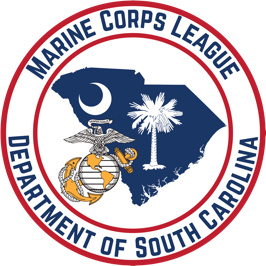 MARINE CORPS LEAGUE
DEPARTMENT OF SOUTH CAROLINA